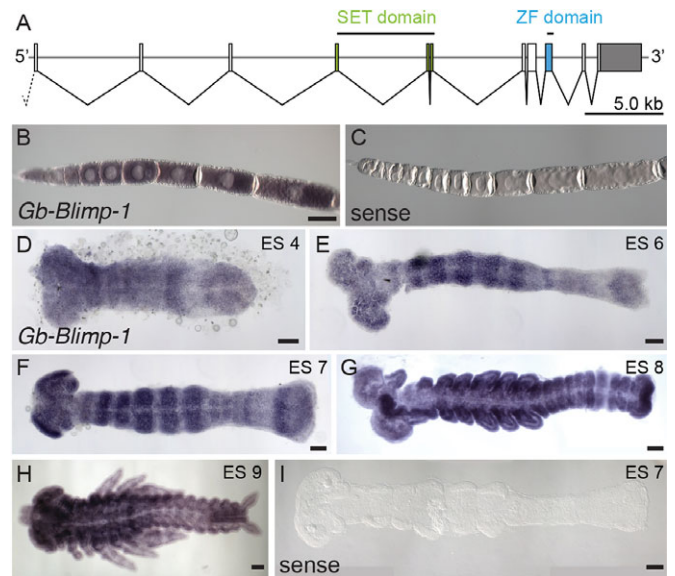 A
SET domain
ZF domain
5'
3'
5.0 kb
B
Gb-Blimp-1
C
sense
D
ES 4
Gb-Blimp-1
E
ES 6
F
ES 7
G
ES 8
H
ES 9
I
ES 7
sense